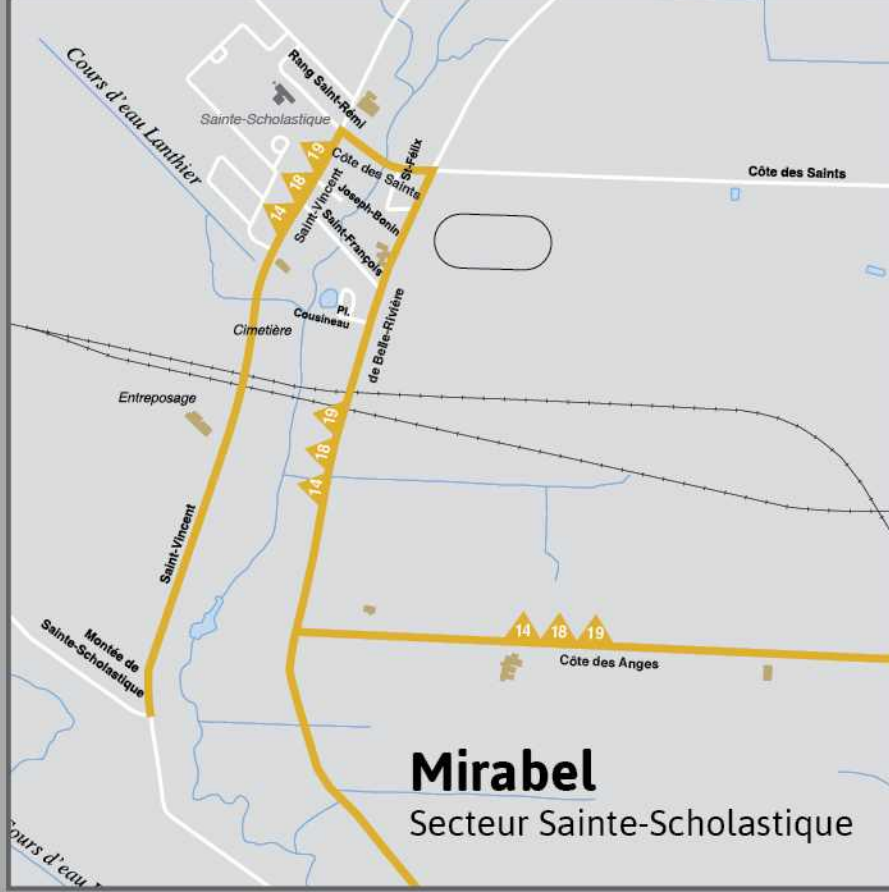 Cours d'eau Lanthier
Rang Saint-Rémi
Sainte-Scholastique
19
18
14
Côte des Saints
St-Félix
Côte des Saints
Saint-Vincent
Joseph-Bonin
Saint-François
Pl.
Cousineau
de Belle-Rivière
Cimetière
Entreposage
19
18
14
Saint-Vincent
Montée de
Sainte-Scholastique
14 18 19
Côte des Anges
Mirabel
Secteur Sainte-Scholastique
Cours d'eau